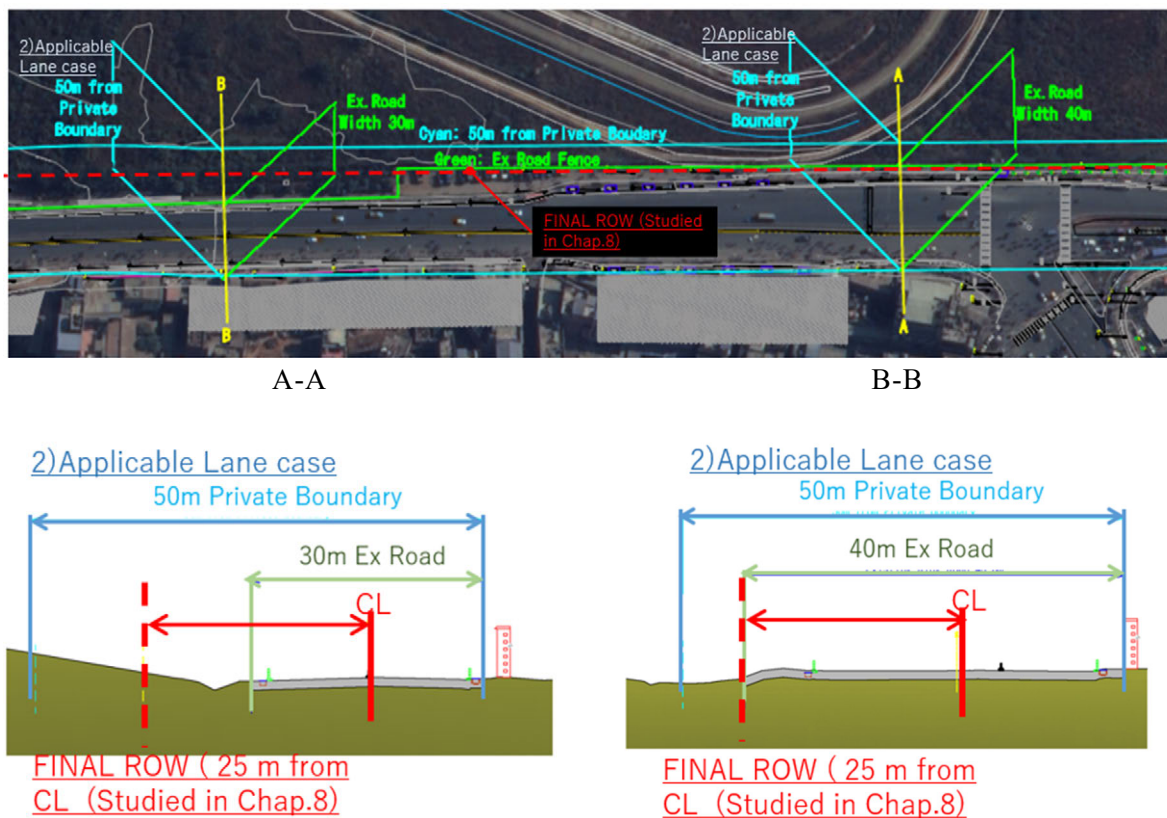 2)Applicable
Lane case
50m from
Private
Boundary
B
Ex.Road
Width 30m
Cyan: 50m from Private Boudary
Green: Ex Road Fence
2)Applicable
Lane case
50m from
Private
Boundary
A
Ex.Road
Width 40m
FINAL ROW (Studied
in Chap.8)
B
A
A-A
B-B
2)Applicable Lane case
50m Private Boundary
30m Ex Road
CL
FINAL ROW ( 25 m from
CL (Studied in Chap.8)
2)Applicable Lane case
50m Private Boundary
40m Ex Road
CL
FINAL ROW ( 25 m from
CL (Studied in Chap.8)